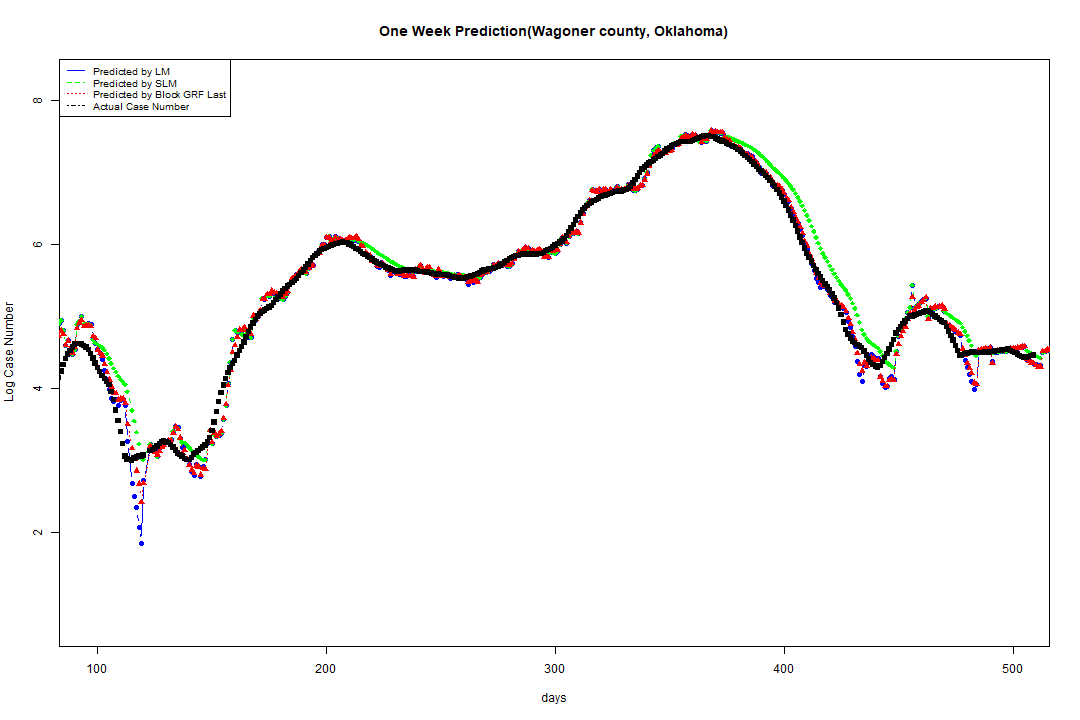 One Week Prediction(Wagoner county, Oklahoma)
Predicted by LM
Predicted by SLM
Predicted by Block GRF Last
Actual Case Number
8
6
4
2
Log Case Number
100 200 300 400 500
days